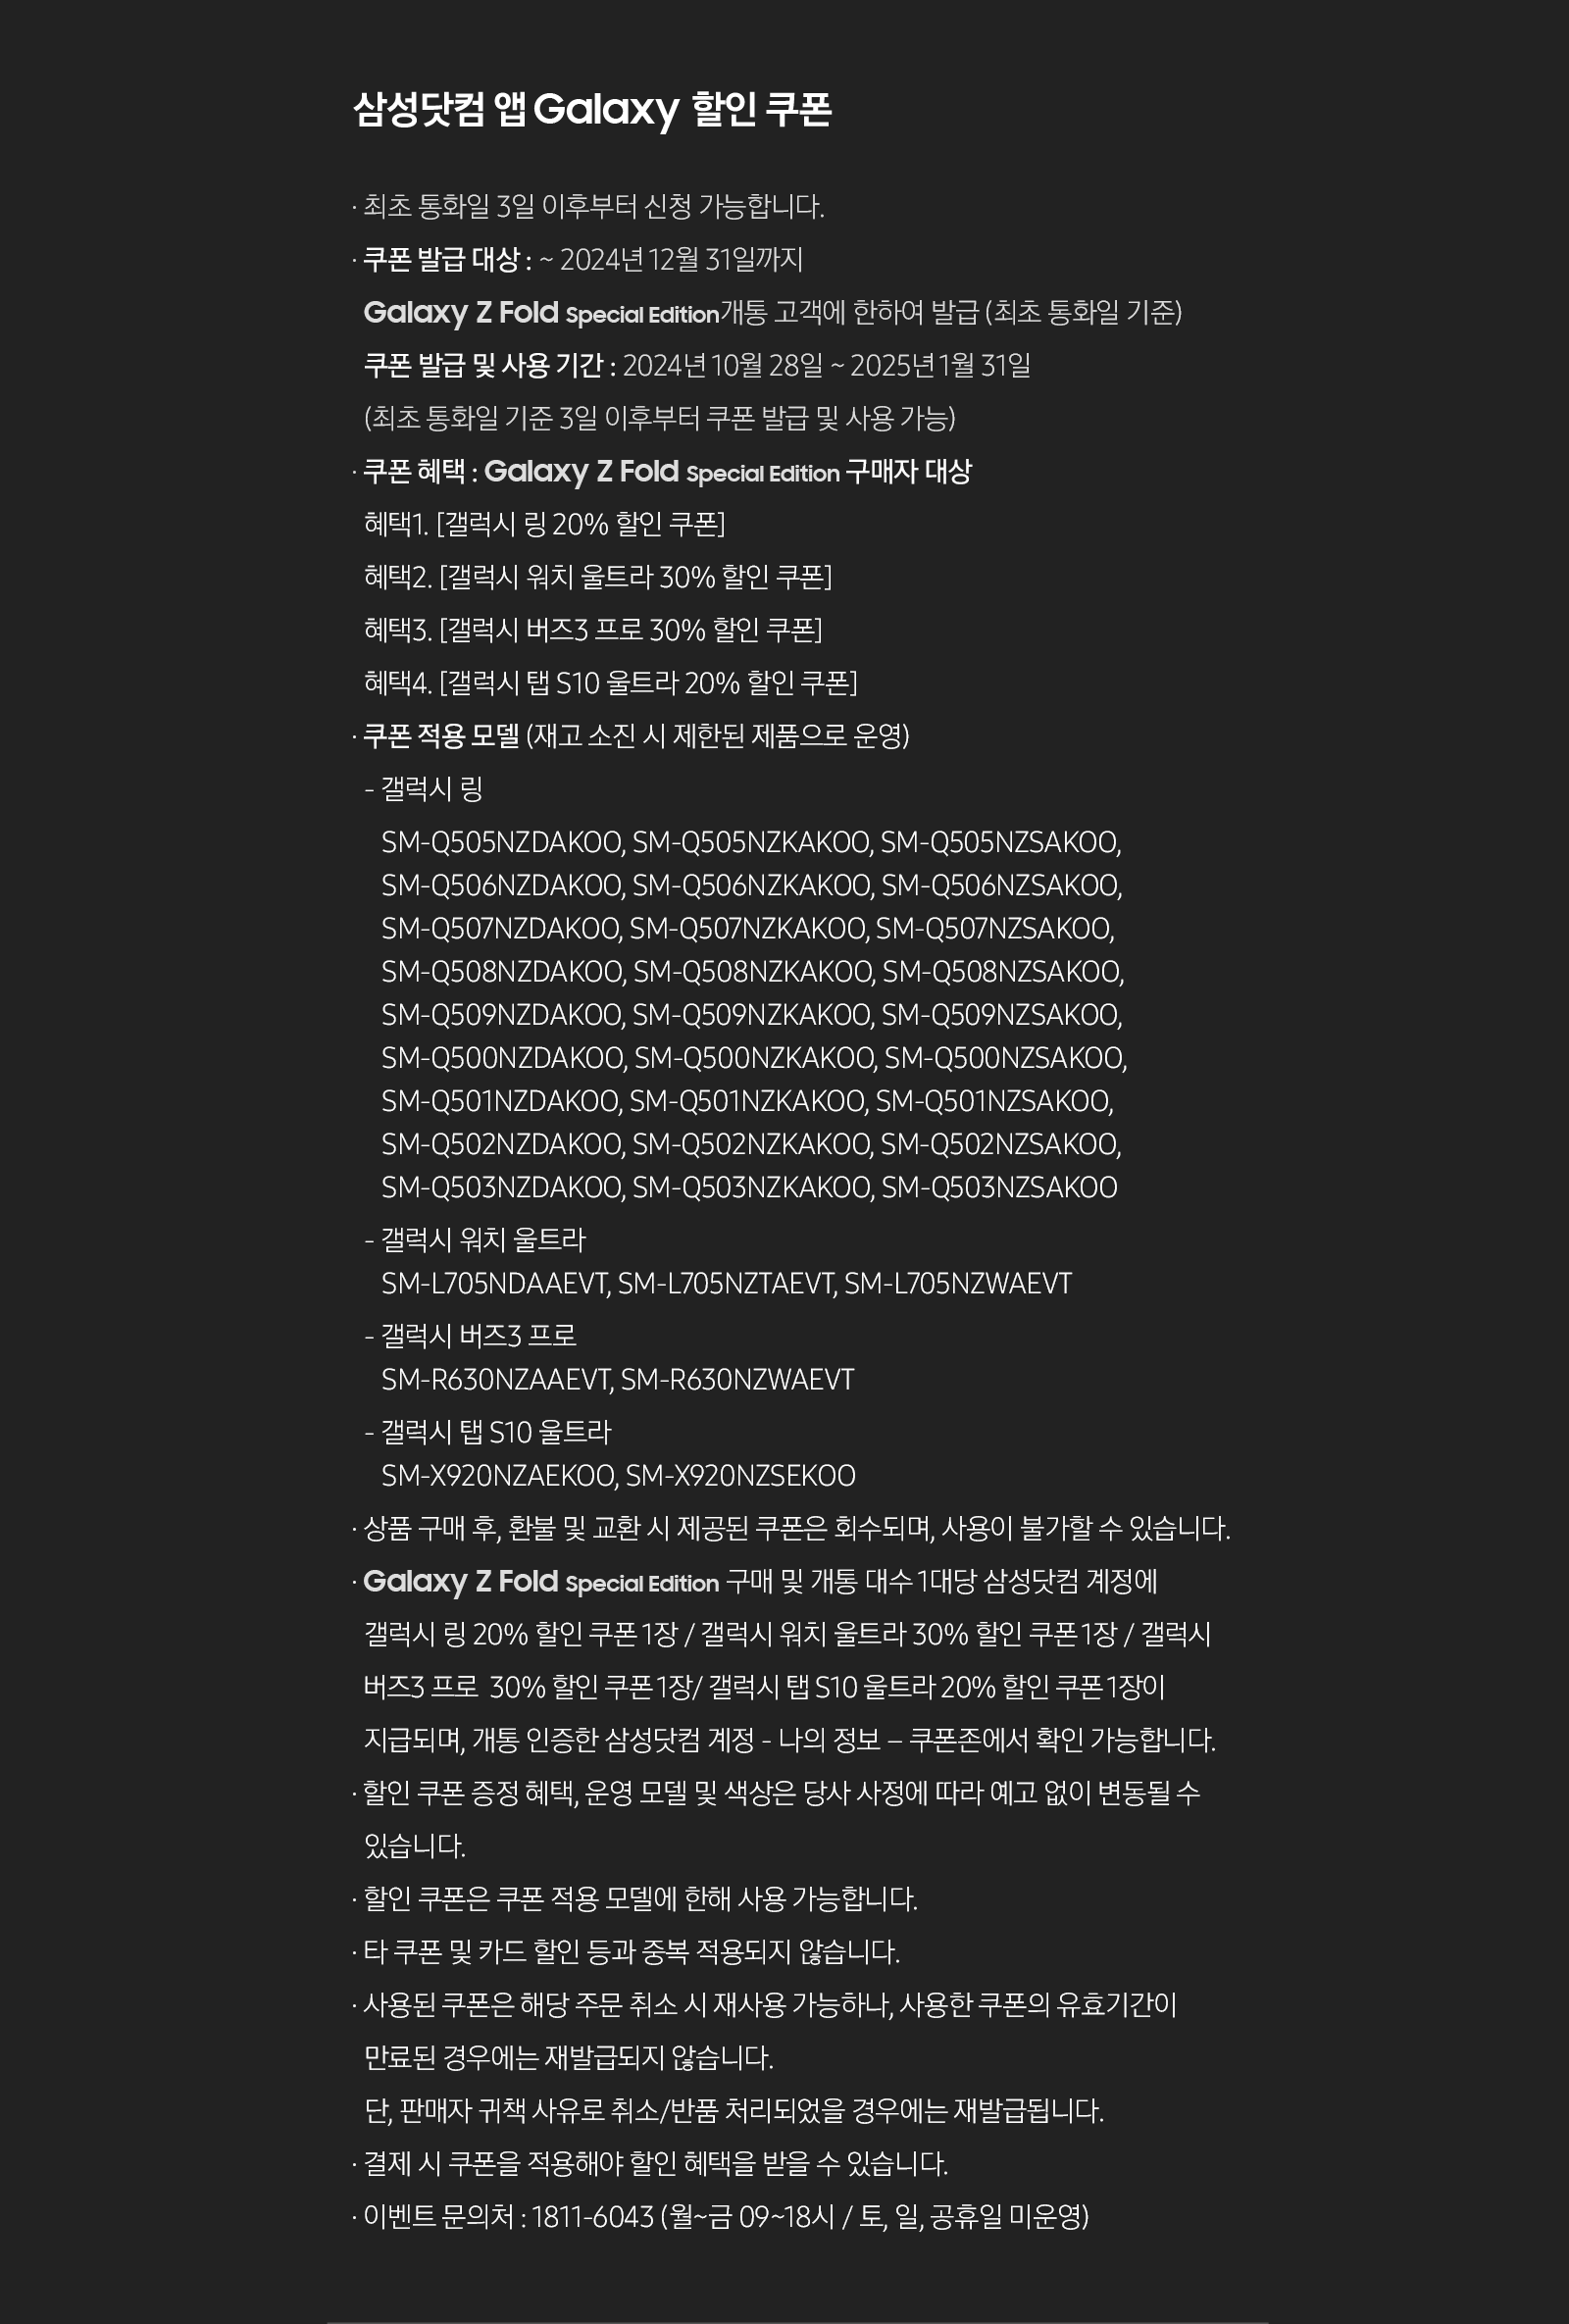 삼성닷컴 앱 Galaxy 할인 쿠폰
· 최초 통화일 3일 이후부터 신청 가능합니다.
· 쿠폰 발급 대상 : ~ 2024년 12월 31일까지
Galaxy Z Fold Special Edition개통 고객에 한하여 발급 (최초 통화일 기준)
쿠폰 발급 및 사용 기간 : 2024년 10월 28일 ~ 2025년 1월 31일
(최초 통화일 기준 3일 이후부터 쿠폰 발급 및 사용 가능)
· 쿠폰 혜택 : Galaxy Z Fold Special Edition 구매자 대상
혜택1. [갤럭시 링 20% 할인 쿠폰]
혜택2. [갤럭시 워치 울트라 30% 할인 쿠폰]
혜택3. [갤럭시 버즈3 프로 30% 할인 쿠폰]
혜택4. [갤럭시 탭 S10 울트라 20% 할인 쿠폰]
· 쿠폰 적용 모델 (재고 소진 시 제한된 제품으로 운영)
- 갤럭시 링
SM-Q505NZDAKOO, SM-Q505NZKAKOO, SM-Q505NZSAKOO,
SM-Q506NZDAKOO, SM-Q506NZKAKOO, SM-Q506NZSAKOO,
SM-Q507NZDAKOO, SM-Q507NZKAKOO, SM-Q507NZSAKOO,
SM-Q508NZDAKOO, SM-Q508NZKAKOO, SM-Q508NZSAKOO,
SM-Q509NZDAKOO, SM-Q509NZKAKOO, SM-Q509NZSAKOO,
SM-Q500NZDAKOO, SM-Q500NZKAKOO, SM-Q500NZSAKOO,
SM-Q501NZDAKOO, SM-Q501NZKAKOO, SM-Q501NZSAKOO,
SM-Q502NZDAKOO, SM-Q502NZKAKOO, SM-Q502NZSAKOO,
SM-Q503NZDAKOO, SM-Q503NZKAKOO, SM-Q503NZSAKOO
- 갤럭시 워치 울트라
SM-L705NDAAEVT, SM-L705NZTAEVT, SM-L705NZWAEVT
- 갤럭시 버즈3 프로
SM-R630NZAAEVT, SM-R630NZWAEVT
- 갤럭시 탭 S10 울트라
SM-X920NZAEKOO, SM-X920NZSEKOO
· 상품 구매 후, 환불 및 교환 시 제공된 쿠폰은 회수되며, 사용이 불가할 수 있습니다.
· Galaxy Z Fold Special Edition 구매 및 개통 대수 1대당 삼성닷컴 계정에
갤럭시 링 20% 할인 쿠폰 1장 / 갤럭시 워치 울트라 30% 할인 쿠폰 1장 / 갤럭시
버즈3 프로 30% 할인 쿠폰 1장/ 갤럭시 탭 S10 울트라 20% 할인 쿠폰 1장이
지급되며, 개통 인증한 삼성닷컴 계정 - 나의 정보 – 쿠폰존에서 확인 가능합니다.
· 할인 쿠폰 증정 혜택, 운영 모델 및 색상은 당사 사정에 따라 예고 없이 변동될 수
있습니다.
· 할인 쿠폰은 쿠폰 적용 모델에 한해 사용 가능합니다.
· 타 쿠폰 및 카드 할인 등과 중복 적용되지 않습니다.
· 사용된 쿠폰은 해당 주문 취소 시 재사용 가능하나, 사용한 쿠폰의 유효기간이
만료된 경우에는 재발급되지 않습니다.
단, 판매자 귀책 사유로 취소/반품 처리되었을 경우에는 재발급됩니다.
· 결제 시 쿠폰을 적용해야 할인 혜택을 받을 수 있습니다.
· 이벤트 문의처 : 1811-6043 (월~금 09~18시 / 토, 일, 공휴일 미운영)